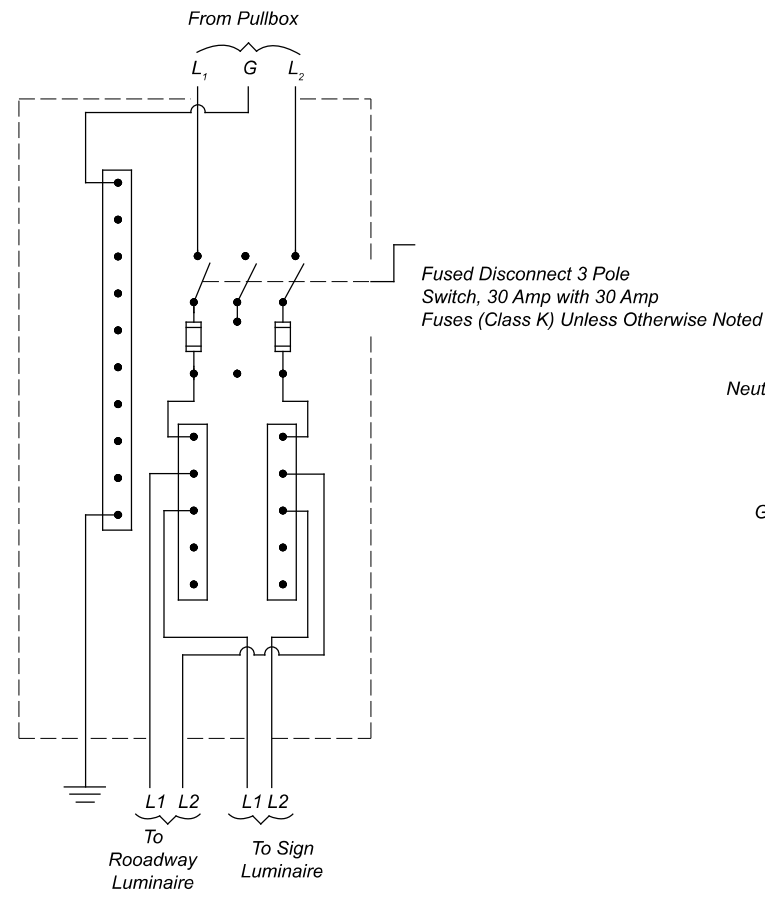 From Pullbox
L1 G L2
Fused Disconnect 3 Pole
Switch, 30 Amp with 30 Amp
Fuses (Class K) Unless Otherwise Noted
Neut
G
L1 L2 L1 L2
To
Rooadway
Luminaire
To Sign
Luminaire